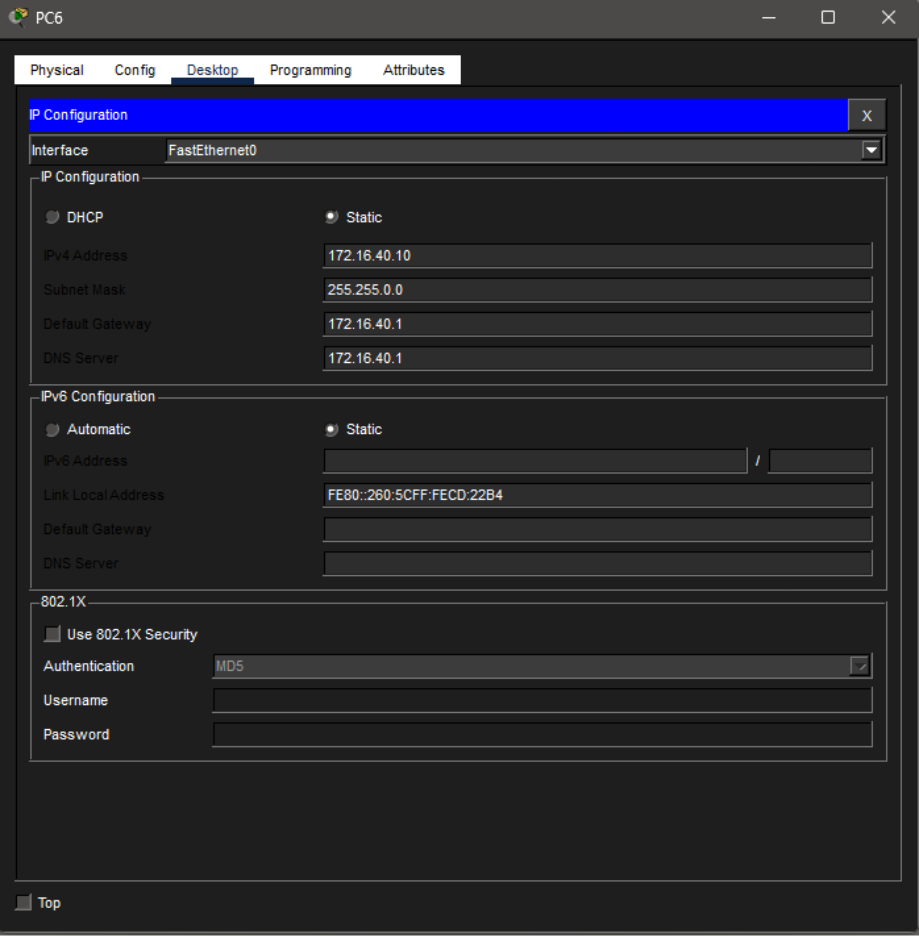 PC6
Physical Config Desktop Programming Attributes
IP Configuration X
Interface FastEthernet0
IP Configuration
DHCP Static
IPv4 Address 172.16.40.10
Subnet Mask 255.255.0.0
Default Gateway 172.16.40.1
DNS Server 172.16.40.1
IPv6 Configuration
Automatic Static
IPv6 Address /
Link Local Address FE80::260:5CFF:FECD:22B4
Default Gateway
DNS Server
802.1X
Use 802.1X Security
Authentication MD5
Username
Password
Top